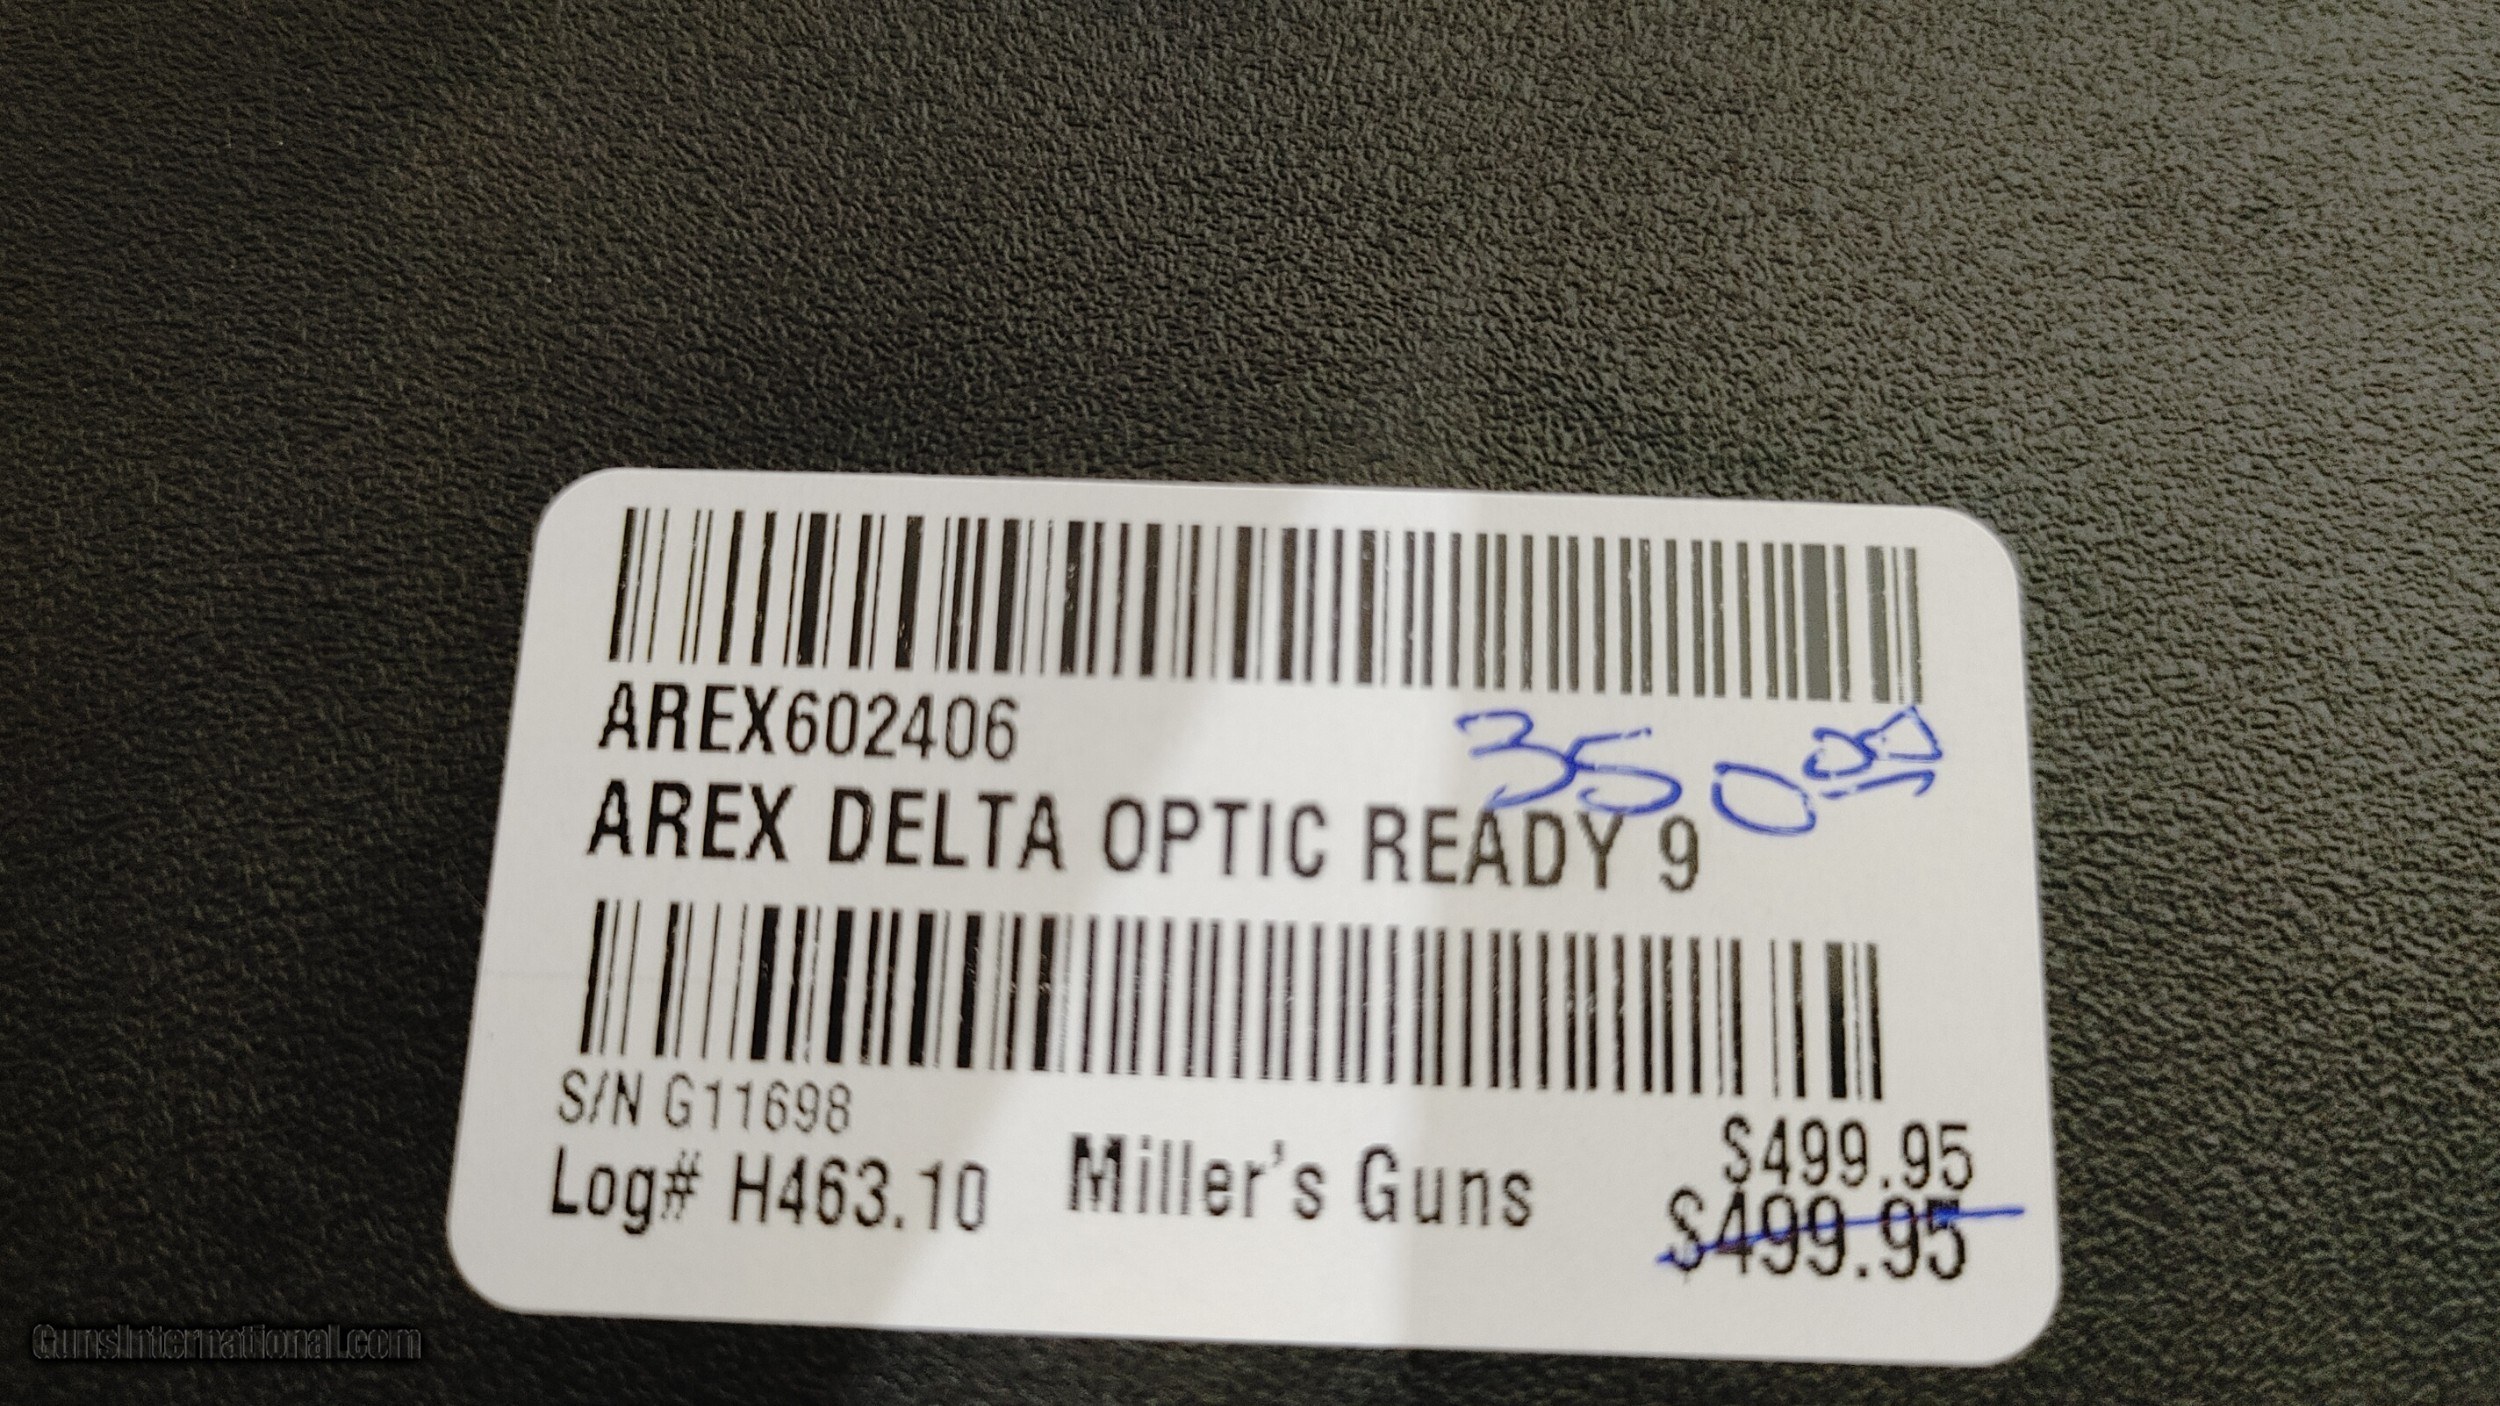 AREX602406
350.00
AREX DELTA OPTIC READY 9
S/N G11698
Log# H463.10 Miller's Guns $499.95
$499.95
GunsInternational.com